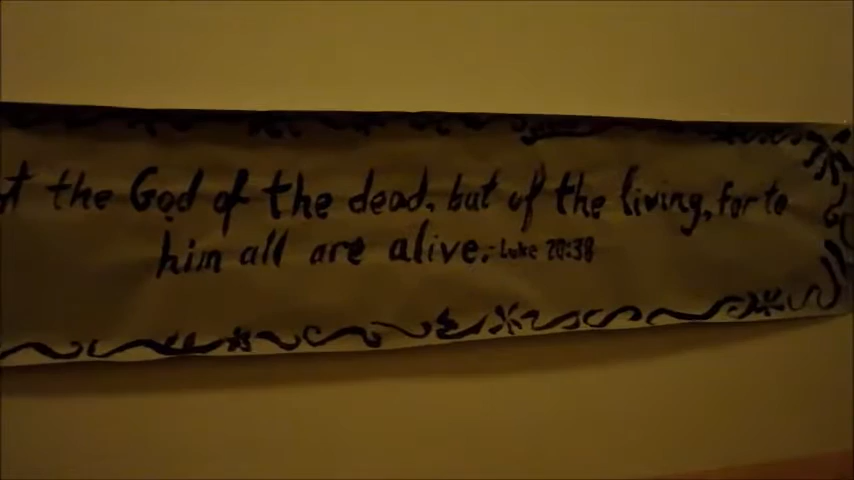 the God of the dead, but of the living, for to
him all are alive. Luke 20:38